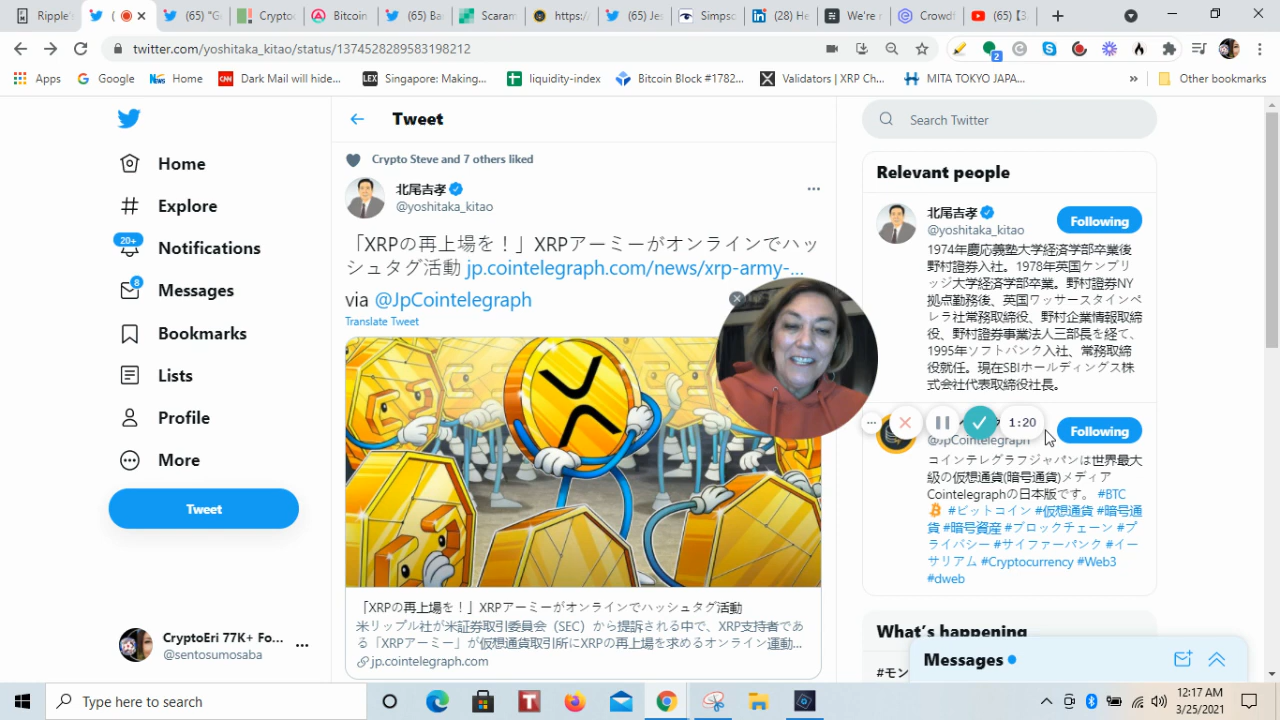 Ripple
(
(65) "G
Crypto
Bitcoin
(65) Ba
Scaram
https:/
(65) Je
Simpsc
(28) He
We're
Crowdf
(65) 【3
twitter.com/yoshitaka_kitao/status/1374528289583198212
Apps
Google
Home
Dark Mail will hide...
Singapore: Making...
liquidity-index
Bitcoin Block #1782...
Validators | XRP Ch...
MITA TOKYO JAPA...
»
Other bookmarks
Home
Explore
20+
Notifications
8
Messages
Bookmarks
Lists
Profile
More
Tweet
CryptoEri 77K+ Fo...
@sentosumosaba
Tweet
Crypto Steve and 7 others liked
北尾吉孝
@yoshitaka_kitao
「XRPの再上場を！」XRPアーミーがオンラインでハッ
シュタグ活動 jp.cointelegraph.com/news/xrp-army-...
via @JpCointelegraph
Translate Tweet
「XRPの再上場を！」XRPアーミーがオンラインでハッシュタグ活動
米リップル社が米証券取引委員会（SEC）から提訴される中で、XRP支持者であ
る「XRPアーミー」が仮想通貨取引所にXRPの再上場を求めるオンライン運動...
jp.cointelegraph.com
Search Twitter
Relevant people
北尾吉孝
@yoshitaka_kitao
Following
1974年慶応義塾大学経済学部卒業後
野村證券入社。1978年英国ケンブリ
ッジ大学経済学部卒業。野村證券NY
拠点勤務後、英国ワッサースタインペ
レラ社常務取締役、野村企業情報取締
役、野村證券事業法人三部長を経て、
1995年ソフトバンク入社、常務取締
役就任。現在SBIホールディングス株
式会社代表取締役社長。
1:20
@JpCointelegraph
Following
コインテレグラフジャパンは世界最大
級の仮想通貨(暗号通貨)メディア
Cointelegraphの日本版です。 #BTC
#ビットコイン #仮想通貨 #暗号通
貨 #暗号資産 #ブロックチェーン #プ
ライバシー #サイファーパンク #イー
サリアム #Cryptocurrency #Web3
#dweb
What's happening
#モン
Messages
Type here to search
12:17 AM
3/25/2021